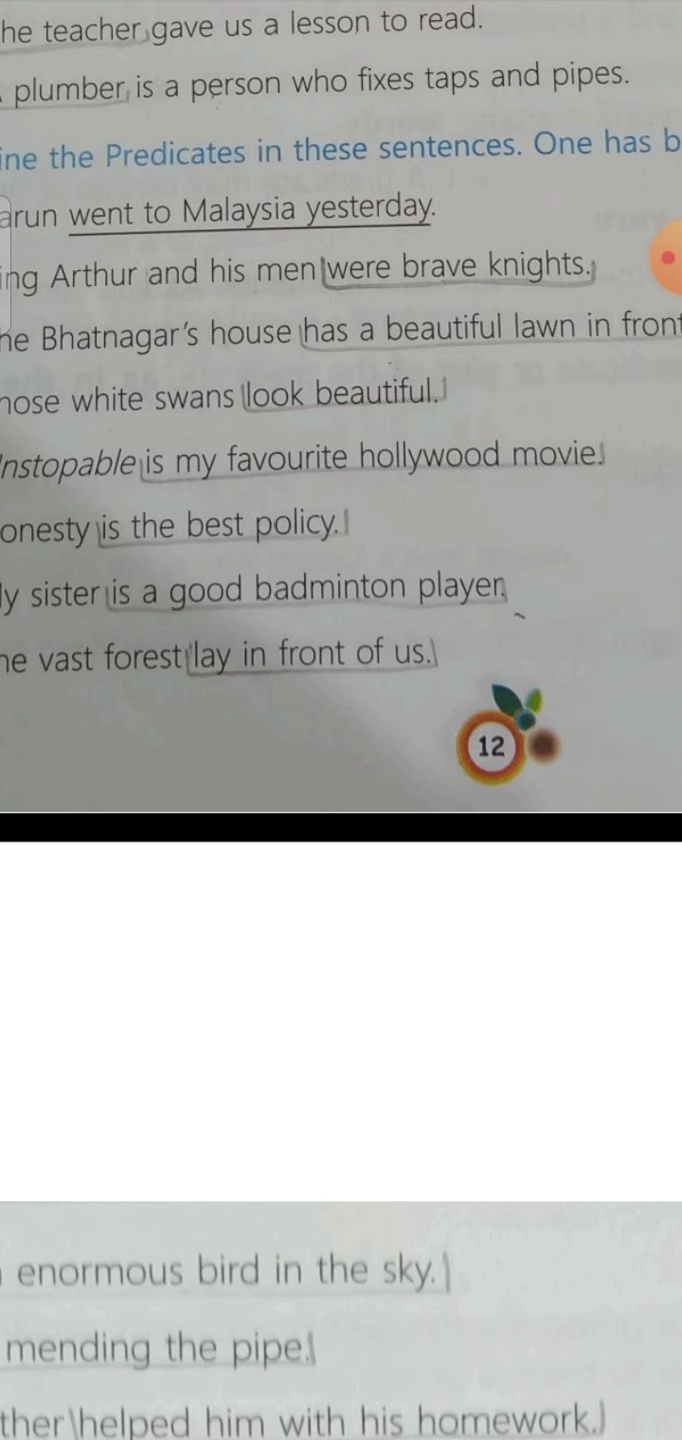 he teacher gave us a lesson to read.
plumber is a person who fixes taps and pipes.
ine the Predicates in these sentences. One has b
arun went to Malaysia yesterday.
ing Arthur and his men were brave knights.
he Bhatnagar's house has a beautiful lawn in front
hose white swans look beautiful.
Unstopable is my favourite hollywood movie.
onesty is the best policy.
y sister is a good badminton player.
he vast forest lay in front of us.
12
enormous bird in the sky.
mending the pipe.
ther helped him with his homework.